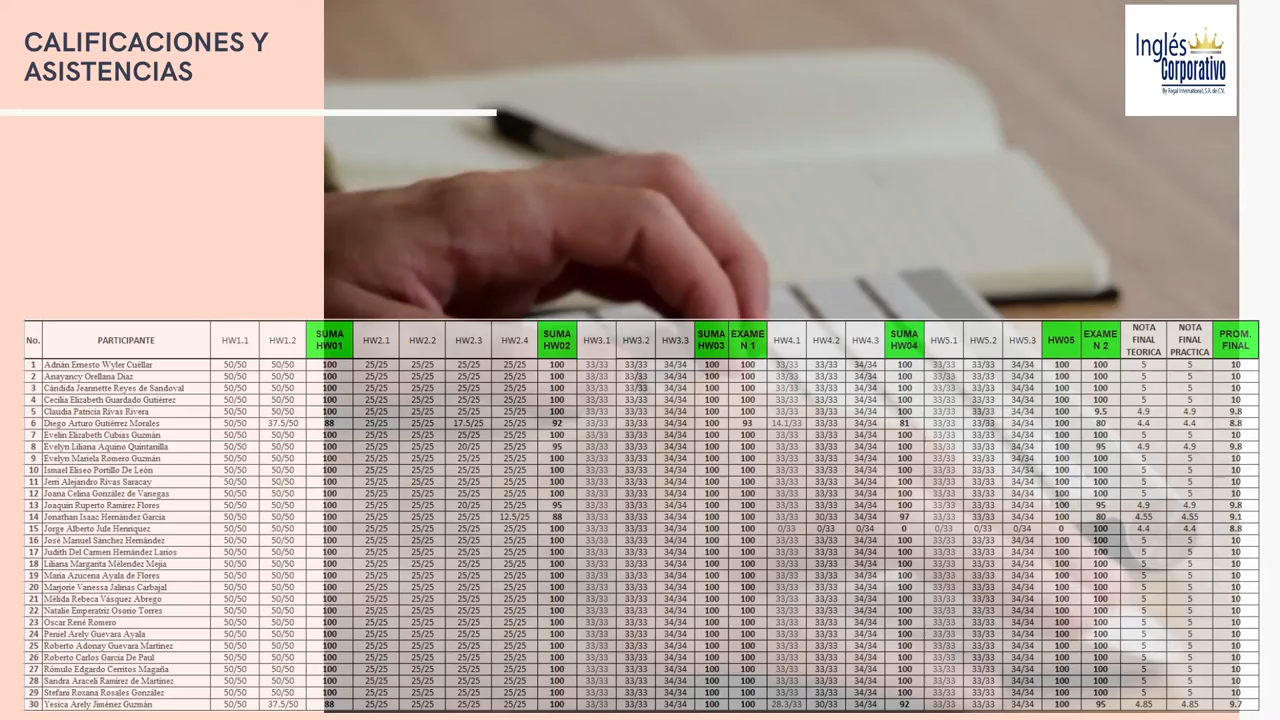 CALIFICACIONES Y
ASISTENCIAS
Inglés
Corporativo
By Regal International, S.A. de C.V.
No. PARTICIPANTE HW1.1 HW1.2 SUMA HW01 HW2.1 HW2.2 HW2.3 HW2.4 SUMA HW02 HW3.1 HW3.2 HW3.3 SUMA HW03 EXAME N 1 HW4.1 HW4.2 HW4.3 SUMA HW04 HW5.1 HW5.2 HW5.3 HW05 EXAME N 2 NOTA FINAL TEORICA NOTA FINAL PRACTICA PROM. FINAL
1 Adrián Ernesto Wyler Cuéllar 50/50 50/50 100 25/25 25/25 25/25 25/25 100 33/33 33/33 34/34 100 100 33/33 33/33 34/34 100 33/33 33/33 34/34 100 100 5 5 10
2 Anayancy Orellana Diaz 50/50 50/50 100 25/25 25/25 25/25 25/25 100 33/33 33/33 34/34 100 100 33/33 33/33 34/34 100 33/33 33/33 34/34 100 100 5 5 10
3 Cándida Jeannette Reyes de Sandoval 50/50 50/50 100 25/25 25/25 25/25 25/25 100 33/33 33/33 34/34 100 100 33/33 33/33 34/34 100 33/33 33/33 34/34 100 100 5 5 10
4 Cecilia Elizabeth Guardado Gutiérrez 50/50 50/50 100 25/25 25/25 25/25 25/25 100 33/33 33/33 34/34 100 100 33/33 33/33 34/34 100 33/33 33/33 34/34 100 100 5 5 10
5 Claudia Patricia Rivas Rivera 50/50 50/50 100 25/25 25/25 25/25 25/25 100 33/33 33/33 34/34 100 100 33/33 33/33 34/34 100 33/33 33/33 34/34 100 9.5 4.9 4.9 9.8
6 Diego Arturo Gutiérrez Morales 50/50 37.5/50 88 25/25 25/25 17.5/25 25/25 92 33/33 33/33 34/34 100 93 14.1/33 33/33 34/34 81 33/33 33/33 34/34 100 80 4.4 4.4 8.8
7 Evelin Elizabeth Cubias Guzmán 50/50 50/50 100 25/25 25/25 25/25 25/25 100 33/33 33/33 34/34 100 100 33/33 33/33 34/34 100 33/33 33/33 34/34 100 100 5 5 10
8 Evelyn Liliana Aquino Quintanilla 50/50 50/50 100 25/25 25/25 20/25 25/25 95 33/33 33/33 34/34 100 100 33/33 33/33 34/34 100 33/33 33/33 34/34 100 95 4.9 4.9 9.8
9 Evelyn Mariela Romero Guzmán 50/50 50/50 100 25/25 25/25 25/25 25/25 100 33/33 33/33 34/34 100 100 33/33 33/33 34/34 100 33/33 33/33 34/34 100 100 5 5 10
10 Ismael Eliseo Portillo De León 50/50 50/50 100 25/25 25/25 25/25 25/25 100 33/33 33/33 34/34 100 100 33/33 33/33 34/34 100 33/33 33/33 34/34 100 100 5 5 10
11 Jerri Alejandro Rivas Saracay 50/50 50/50 100 25/25 25/25 25/25 25/25 100 33/33 33/33 34/34 100 100 33/33 33/33 34/34 100 33/33 33/33 34/34 100 100 5 5 10
12 Joana Celina González de Vanegas 50/50 50/50 100 25/25 25/25 25/25 25/25 100 33/33 33/33 34/34 100 100 33/33 33/33 34/34 100 33/33 33/33 34/34 100 100 5 5 10
13 Joaquin Ruperto Ramirez Flores 50/50 50/50 100 25/25 25/25 20/25 25/25 95 33/33 33/33 34/34 100 100 33/33 33/33 34/34 100 33/33 33/33 34/34 100 95 4.9 4.9 9.8
14 Jonathan Isaac Hernández Garcia 50/50 50/50 100 25/25 25/25 25/25 12.5/25 88 33/33 33/33 34/34 100 100 33/33 30/33 34/34 97 33/33 33/33 34/34 100 80 4.55 4.55 9.1
15 Jorge Alberto Jule Henriquez 50/50 50/50 100 25/25 25/25 25/25 25/25 100 33/33 33/33 34/34 100 100 0/33 0/33 0/34 0 0/33 0/33 0/34 0 100 4.4 4.4 8.8
16 José Manuel Sánchez Hernández 50/50 50/50 100 25/25 25/25 25/25 25/25 100 33/33 33/33 34/34 100 100 33/33 33/33 34/34 100 33/33 33/33 34/34 100 100 5 5 10
17 Judith Del Carmen Hernández Larios 50/50 50/50 100 25/25 25/25 25/25 25/25 100 33/33 33/33 34/34 100 100 33/33 33/33 34/34 100 33/33 33/33 34/34 100 100 5 5 10
18 Liliana Margarita Mélendez Mejia 50/50 50/50 100 25/25 25/25 25/25 25/25 100 33/33 33/33 34/34 100 100 33/33 33/33 34/34 100 33/33 33/33 34/34 100 100 5 5 10
19 Maria Azucena Ayala de Flores 50/50 50/50 100 25/25 25/25 25/25 25/25 100 33/33 33/33 34/34 100 100 33/33 33/33 34/34 100 33/33 33/33 34/34 100 100 5 5 10
20 Marjorie Vanessa Jalinas Carbajal 50/50 50/50 100 25/25 25/25 25/25 25/25 100 33/33 33/33 34/34 100 100 33/33 33/33 34/34 100 33/33 33/33 34/34 100 100 5 5 10
21 Mélida Rebeca Vásquez Abrego 50/50 50/50 100 25/25 25/25 25/25 25/25 100 33/33 33/33 34/34 100 100 33/33 33/33 34/34 100 33/33 33/33 34/34 100 100 5 5 10
22 Natalie Emperatriz Osorio Torres 50/50 50/50 100 25/25 25/25 25/25 25/25 100 33/33 33/33 34/34 100 100 33/33 33/33 34/34 100 33/33 33/33 34/34 100 100 5 5 10
23 Oscar René Romero 50/50 50/50 100 25/25 25/25 25/25 25/25 100 33/33 33/33 34/34 100 100 33/33 33/33 34/34 100 33/33 33/33 34/34 100 100 5 5 10
24 Peniel Arely Guevara Ayala 50/50 50/50 100 25/25 25/25 25/25 25/25 100 33/33 33/33 34/34 100 100 33/33 33/33 34/34 100 33/33 33/33 34/34 100 100 5 5 10
25 Roberto Adonay Guevara Martinez 50/50 50/50 100 25/25 25/25 25/25 25/25 100 33/33 33/33 34/34 100 100 33/33 33/33 34/34 100 33/33 33/33 34/34 100 100 5 5 10
26 Roberto Carlos Garcia De Paul 50/50 50/50 100 25/25 25/25 25/25 25/25 100 33/33 33/33 34/34 100 100 33/33 33/33 34/34 100 33/33 33/33 34/34 100 100 5 5 10
27 Rómulo Edgardo Cerritos Magaña 50/50 50/50 100 25/25 25/25 25/25 25/25 100 33/33 33/33 34/34 100 100 33/33 33/33 34/34 100 33/33 33/33 34/34 100 100 5 5 10
28 Sandra Araceli Ramirez de Martinez 50/50 50/50 100 25/25 25/25 25/25 25/25 100 33/33 33/33 34/34 100 100 33/33 33/33 34/34 100 33/33 33/33 34/34 100 100 5 5 10
29 Stefani Roxana Rosales González 50/50 50/50 100 25/25 25/25 25/25 25/25 100 33/33 33/33 34/34 100 100 33/33 33/33 34/34 100 33/33 33/33 34/34 100 100 5 5 10
30 Yesica Arely Jiménez Guzmán 50/50 37.5/50 88 25/25 25/25 25/25 25/25 100 33/33 33/33 34/34 100 100 28.3/33 30/33 34/34 92 33/33 33/33 34/34 100 95 4.85 4.85 9.7